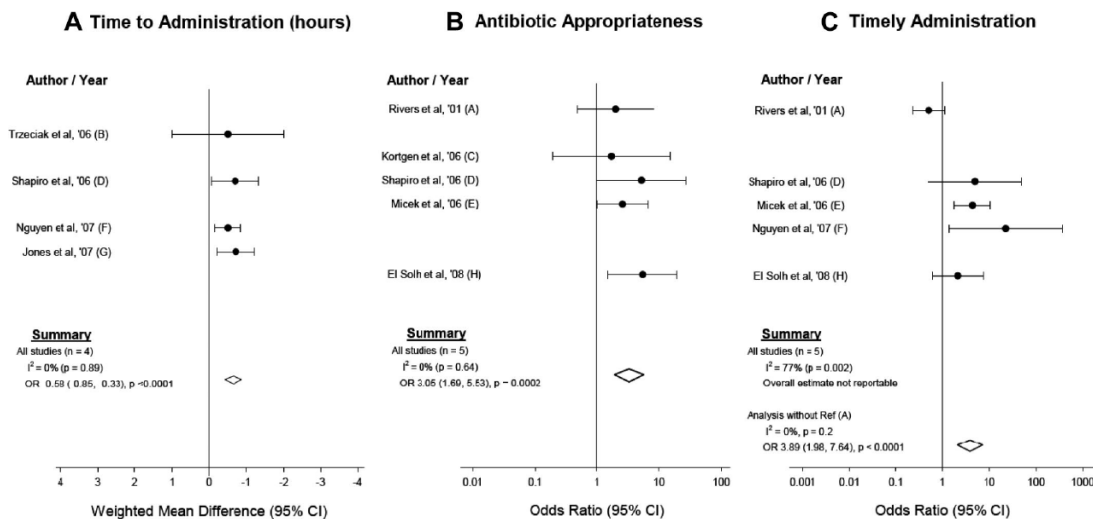 A Time to Administration (hours)
Author / Year
Trzeciak et al, '06 (B)
Shapiro et al, '06 (D)
Nguyen et al, '07 (F)
Jones et al, '07 (G)
Summary
All studies (n = 4)
I² = 0% (p = 0.89)
OR 0.58 ( 0.85, 0.33), p <0.0001
4 3 2 1 0 -1 -2 -3 -4
Weighted Mean Difference (95% CI)
B Antibiotic Appropriateness
Author / Year
Rivers et al, '01 (A)
Kortgen et al, '06 (C)
Shapiro et al, '06 (D)
Micek et al, '06 (E)
El Solh et al, '08 (H)
Summary
All studies (n = 5)
I² = 0% (p = 0.64)
OR 3.05 (1.69, 5.53), p = 0.0002
0.01 0.1 1 10 100
Odds Ratio (95% CI)
C Timely Administration
Author / Year
Rivers et al, '01 (A)
Shapiro et al, '06 (D)
Micek et al, '06 (E)
Nguyen et al, '07 (F)
El Solh et al, '08 (H)
Summary
All studies (n = 5)
I² = 77% (p = 0.002)
Overall estimate not reportable
Analysis without Ref (A)
I² = 0%, p = 0.2
OR 3.89 (1.98, 7.64), p < 0.0001
0.001 0.01 0.1 1 10 100 1000
Odds Ratio (95% CI)